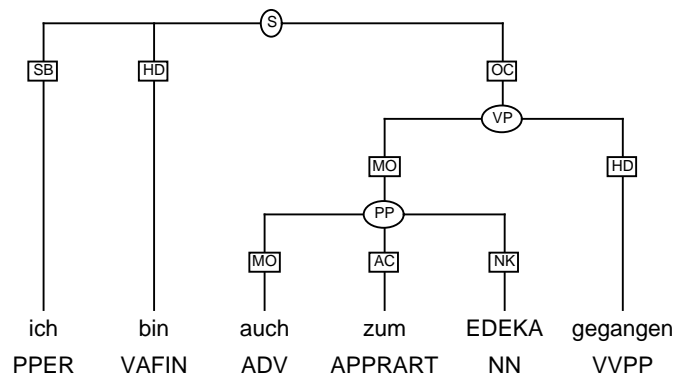 S
SB HD OC
VP
MO HD
PP
MO AC NK
ich bin auch zum EDEKA gegangen
PPER VAFIN ADV APPRART NN VVPP